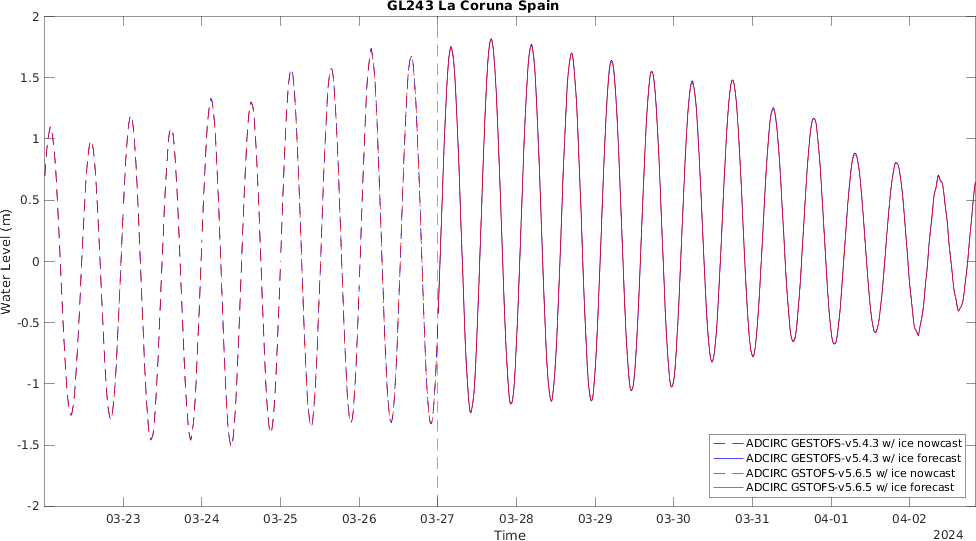 GL243 La Coruna Spain
2
1.5
1
0.5
0
-0.5
-1
-1.5
-2
Water Level (m)
ADCIRC GESTOFS-v5.4.3 w/ ice nowcast
ADCIRC GESTOFS-v5.4.3 w/ ice forecast
ADCIRC GSTOFS-v5.6.5 w/ ice nowcast
ADCIRC GSTOFS-v5.6.5 w/ ice forecast
03-23 03-24 03-25 03-26 03-27 03-28 03-29 03-30 03-31 04-01 04-02
Time
2024